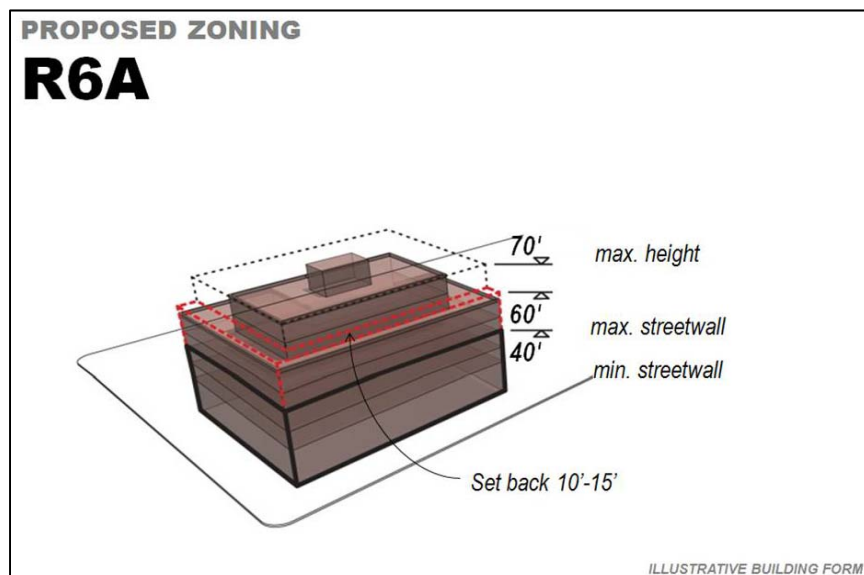 PROPOSED ZONING
R6A
70'
max. height
60'
max. streetwall
40'
min. streetwall
Set back 10'-15'
ILLUSTRATIVE BUILDING FORM